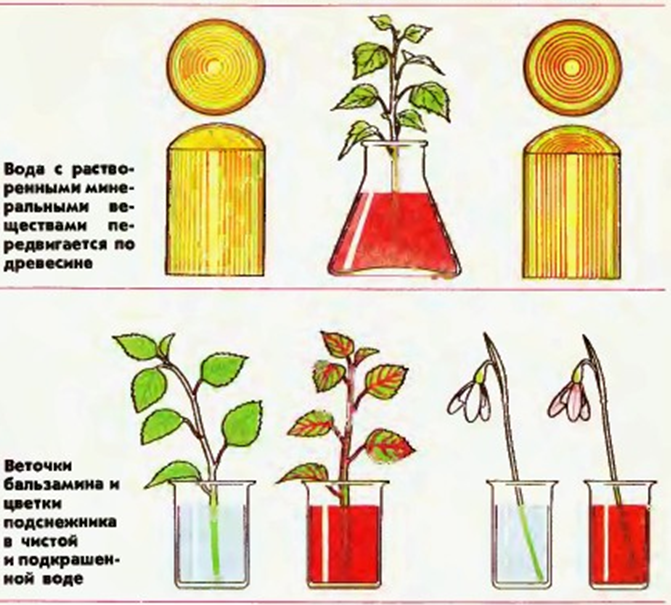 Вода с раство-
ренными мине-
ральными ве-
ществами пе-
редвигается по
древесине
Веточки
бальзамина и
цветки
подснежника
в чистой
и подкрашен-
ной воде